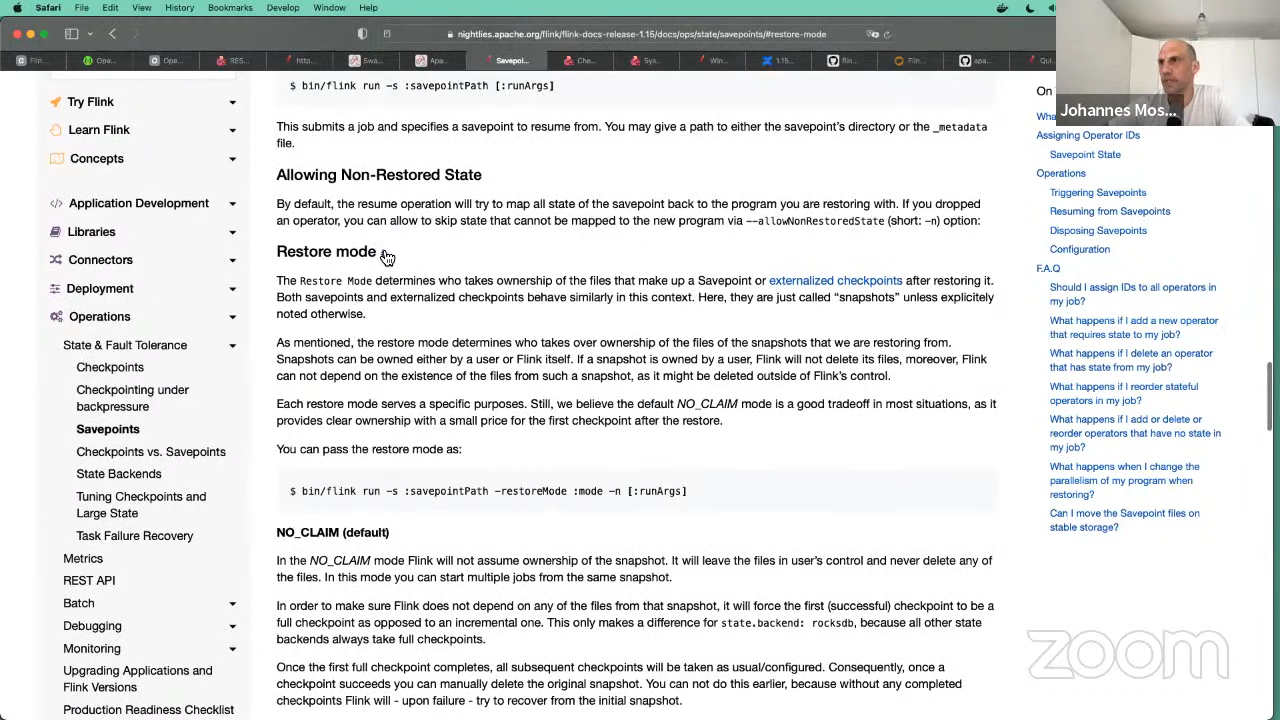 Safari File Edit View History Bookmarks Develop Window Help
nightlies.apache.org/flink/flink-docs-release-1.15/docs/ops/state/savepoints/#restore-mode
Flin... Ope... Ope... RES... http... 5wa... Apa... Savepoi... Che... Sys... Win... 1.15... flin... Flin... apa... Qui
Johannes Mos...
Try Flink
Learn Flink
Concepts
Application Development
Libraries
Connectors
Deployment
Operations
State & Fault Tolerance
Checkpoints
Checkpointing under
backpressure
Savepoints
Checkpoints vs. Savepoints
State Backends
Tuning Checkpoints and
Large State
Task Failure Recovery
Metrics
REST API
Batch
Debugging
Monitoring
Upgrading Applications and
Flink Versions
Production Readiness Checklist
$ bin/flink run -s :savepointPath [:runArgs]
This submits a job and specifies a savepoint to resume from. You may give a path to either the savepoint's directory or the _metadata
file.
Allowing Non-Restored State
By default, the resume operation will try to map all state of the savepoint back to the program you are restoring with. If you dropped
an operator, you can allow to skip state that cannot be mapped to the new program via --allowNonRestoredState (short: -n) option:
Restore mode
The Restore Mode determines who takes ownership of the files that make up a Savepoint or externalized checkpoints after restoring it.
Both savepoints and externalized checkpoints behave similarly in this context. Here, they are just called “snapshots” unless explicitly
noted otherwise.
As mentioned, the restore mode determines who takes over ownership of the files of the snapshots that we are restoring from.
Snapshots can be owned either by a user or Flink itself. If a snapshot is owned by a user, Flink will not delete its files, moreover, Flink
can not depend on the existence of the files from such a snapshot, as it might be deleted outside of Flink's control.
Each restore mode serves a specific purposes. Still, we believe the default NO_CLAIM mode is a good tradeoff in most situations, as it
provides clear ownership with a small price for the first checkpoint after the restore.
You can pass the restore mode as:
$ bin/flink run -s :savepointPath -restoreMode :mode -n [:runArgs]
NO_CLAIM (default)
In the NO_CLAIM mode Flink will not assume ownership of the snapshot. It will leave the files in user's control and never delete any of
the files. In this mode you can start multiple jobs from the same snapshot.
In order to make sure Flink does not depend on any of the files from that snapshot, it will force the first (successful) checkpoint to be a
full checkpoint as opposed to an incremental one. This only makes a difference for state.backend: rocksdb, because all other state
backends always take full checkpoints.
Once the first full checkpoint completes, all subsequent checkpoints will be taken as usual/configured. Consequently, once a
checkpoint succeeds you can manually delete the original snapshot. You can not do this earlier, because without any completed
checkpoints Flink will - upon failure - try to recover from the initial snapshot.
On
Wha
Assigning Operator IDs
Savepoint State
Operations
Triggering Savepoints
Resuming from Savepoints
Disposing Savepoints
Configuration
F.A.Q
Should I assign IDs to all operators in
my job?
What happens if I add a new operator
that requires state to my job?
What happens if I delete an operator
that has state from my job?
What happens if I reorder stateful
operators in my job?
What happens if I add or delete or
reorder operators that have no state in
my job?
What happens when I change the
parallelism of my program when
restoring?
Can I move the Savepoint files on
stable storage?
zoom